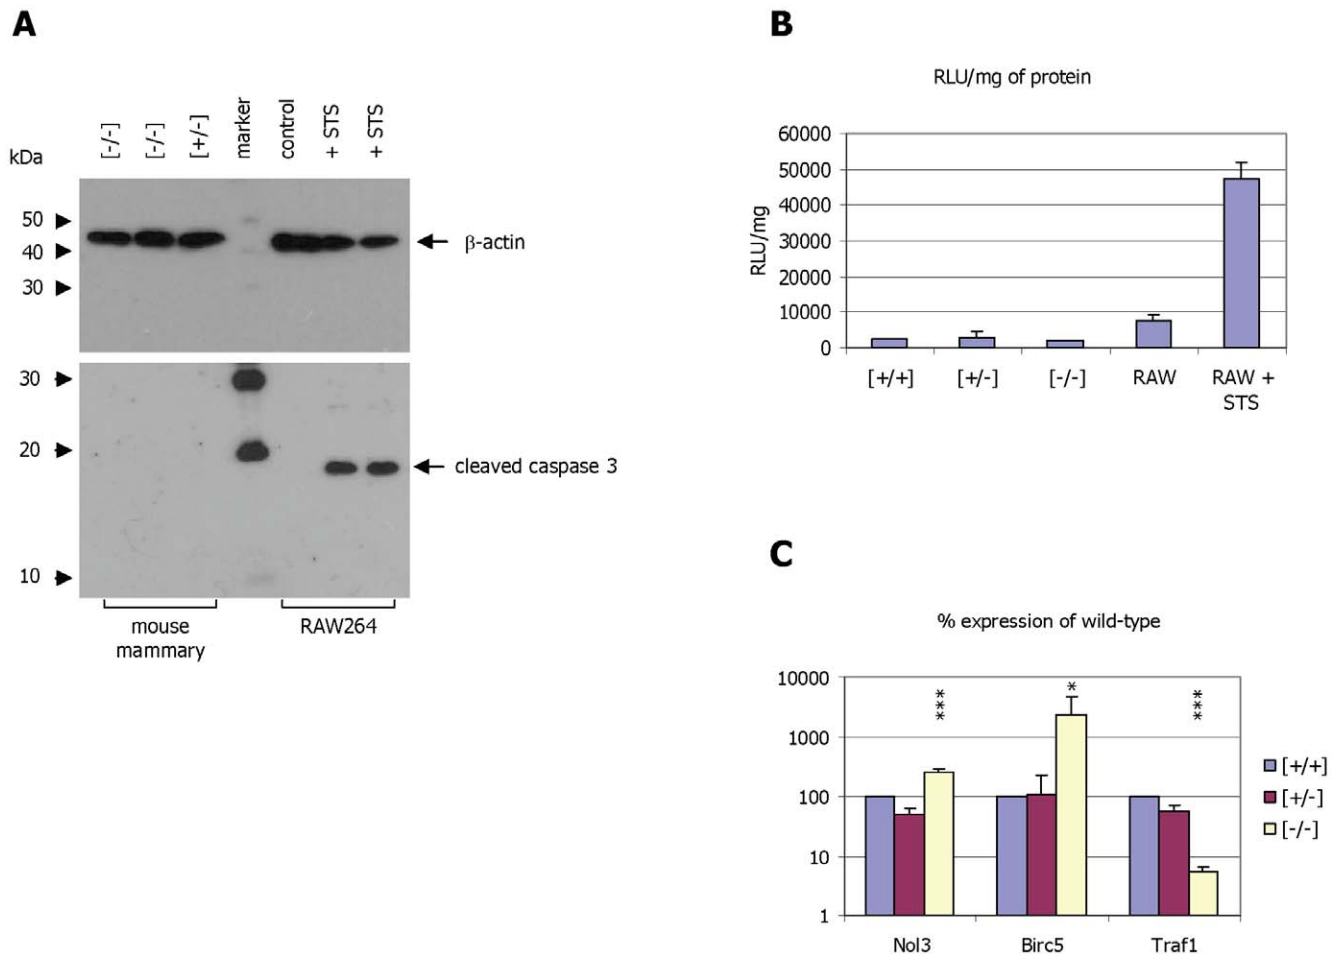 A
kDa
[-/-]
[-/-]
[+/-]
marker
control
+ STS
+ STS
50
40
30
β-actin
30
20
10
cleaved caspase 3
mouse
mammary
RAW264
B
RLU/mg of protein
RLU/mg
60000
50000
40000
30000
20000
10000
0
[+/+]
[+/-]
[-/-]
RAW
RAW +
STS
C
% expression of wild-type
10000
1000
100
10
1
***
*
***
Nol3
Birc5
Traf1
[+/+]
[+/-]
[-/-]